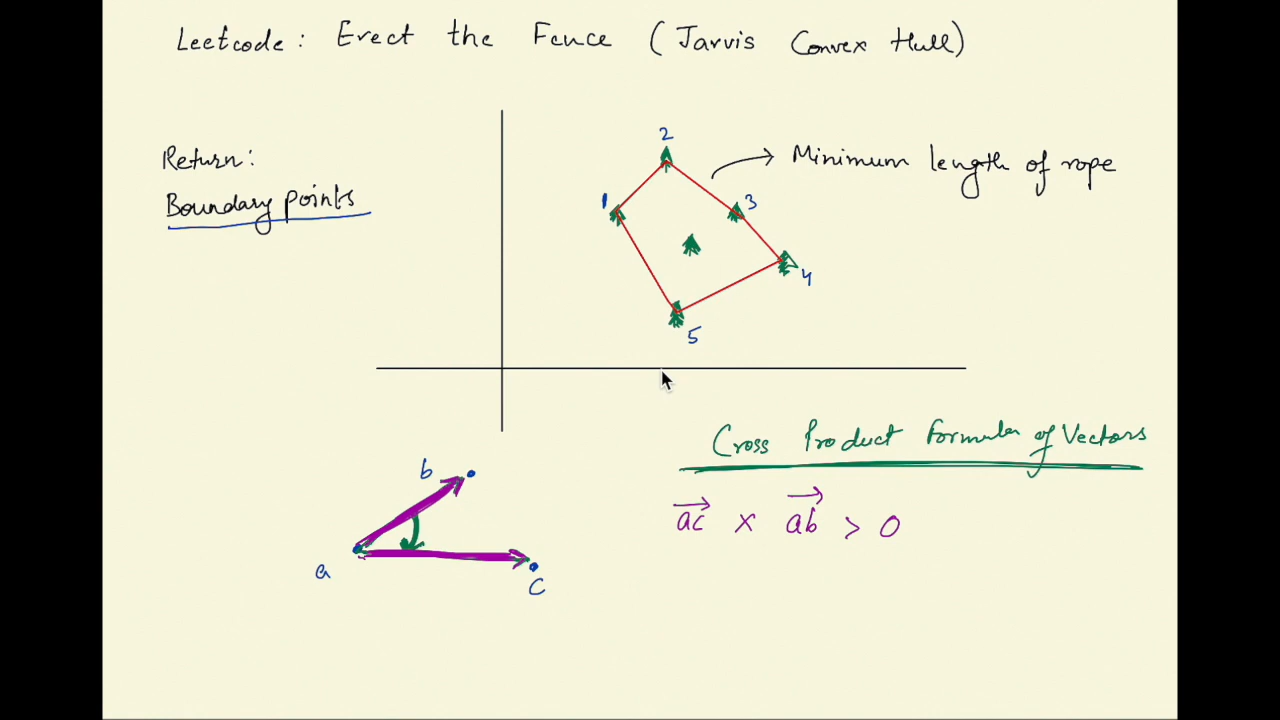 Leetcode: Erect the Fence (Jarvis Convex Hull)
Return:
Boundary points
Minimum length of rope
2
1
3
4
5
Cross Product Formula of Vectors
ac x ab > 0
b
a
c